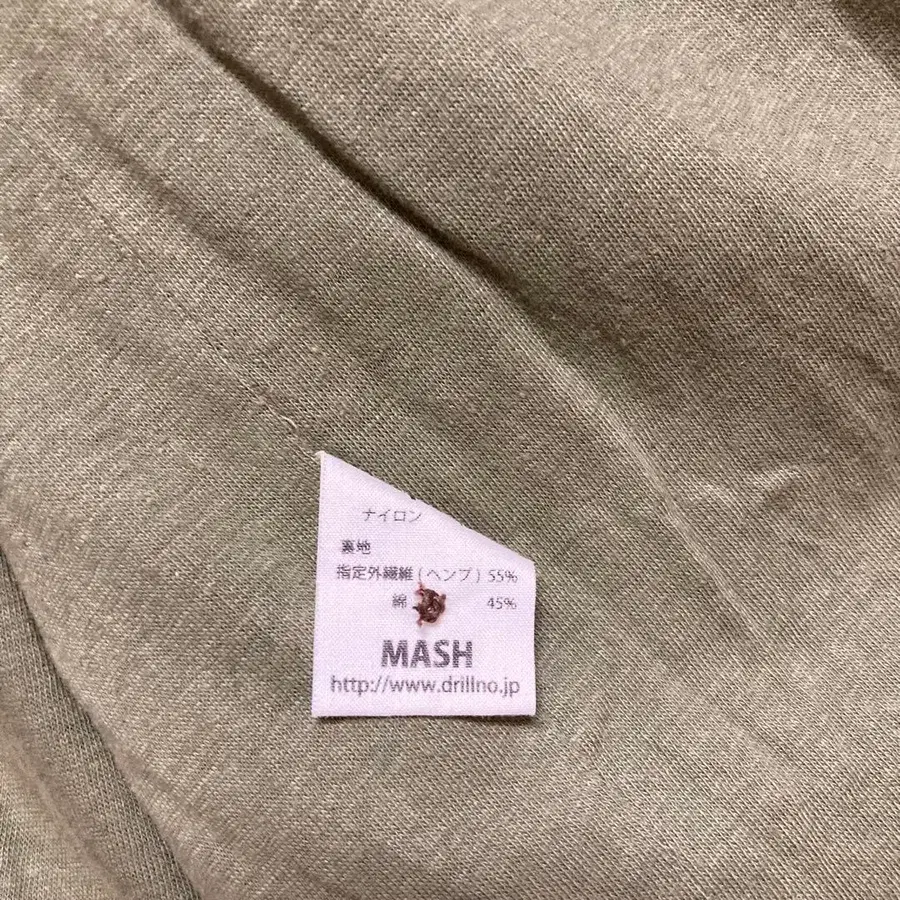 ナイロン
裏地
指定外繊維(ヘンプ) 55%
綿 45%
MASH
http://www.drillno.jp